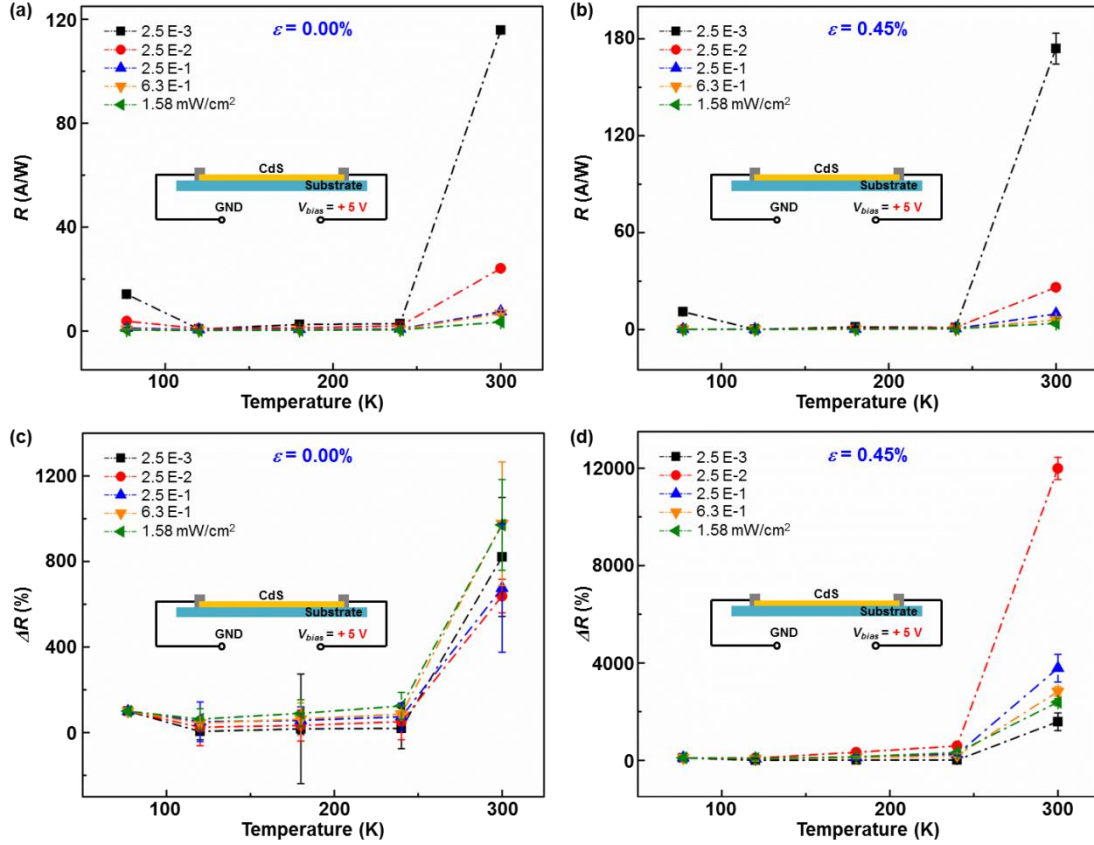 (a)
ε = 0.00%
2.5 E-3
2.5 E-2
2.5 E-1
6.3 E-1
1.58 mW/cm²
120
80
40
0
R (A/W)
CdS
Substrate
GND
V_bias = + 5 V
100
200
300
Temperature (K)
(b)
ε = 0.45%
2.5 E-3
2.5 E-2
2.5 E-1
6.3 E-1
1.58 mW/cm²
180
120
60
0
R (A/W)
CdS
Substrate
GND
V_bias = + 5 V
100
200
300
Temperature (K)
(c)
ε = 0.00%
2.5 E-3
2.5 E-2
2.5 E-1
6.3 E-1
1.58 mW/cm²
1200
800
400
0
ΔR (%)
CdS
Substrate
GND
V_bias = + 5 V
100
200
300
Temperature (K)
(d)
ε = 0.45%
2.5 E-3
2.5 E-2
2.5 E-1
6.3 E-1
1.58 mW/cm²
12000
8000
4000
0
ΔR (%)
CdS
Substrate
GND
V_bias = + 5 V
100
200
300
Temperature (K)